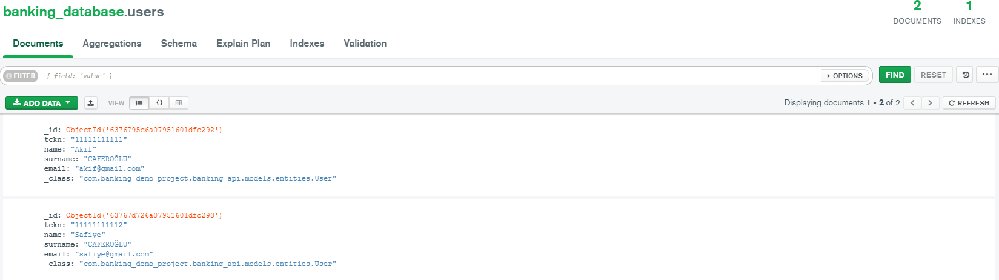 banking_database.users
2
DOCUMENTS
1
INDEXES
Documents Aggregations Schema Explain Plan Indexes Validation
FILTER { field: 'value' } OPTIONS FIND RESET ...
ADD DATA VIEW {} Displaying documents 1 - 2 of 2 < > REFRESH
_id: ObjectId('6376795c6a07951601dfc292')
tckn: "11111111111"
name: "Akif"
surname: "CAFEROĞLU"
email: "akif@gmail.com"
_class: "com.banking_demo_project.banking_api.models.entities.User"
_id: ObjectId('63767d726a07951601dfc293')
tckn: "11111111112"
name: "Safiye"
surname: "CAFEROĞLU"
email: "safiye@gmail.com"
_class: "com.banking_demo_project.banking_api.models.entities.User"